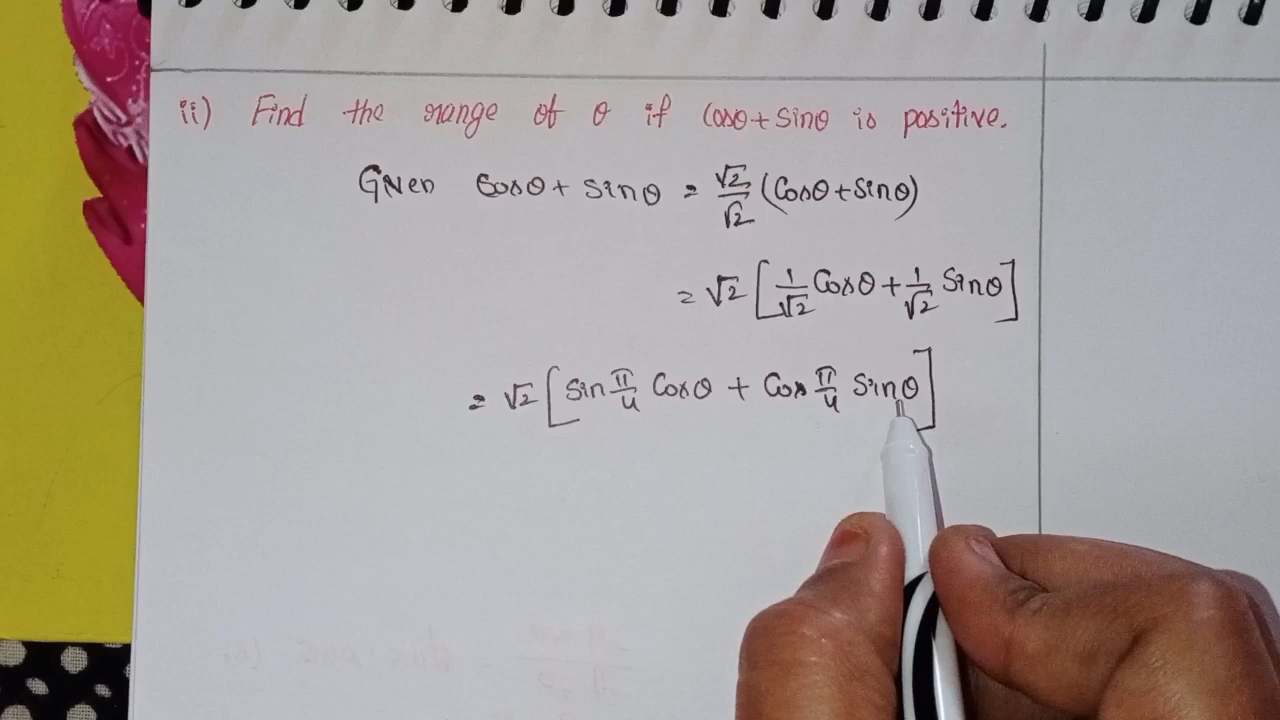 ii) Find the range of θ if Cosθ + Sinθ is positive.
Given Cosθ + Sinθ = √2/√2 (Cosθ + Sinθ)
= √2 [1/√2 Cosθ + 1/√2 Sinθ]
= √2 [Sin π/4 Cosθ + Cos π/4 Sinθ]